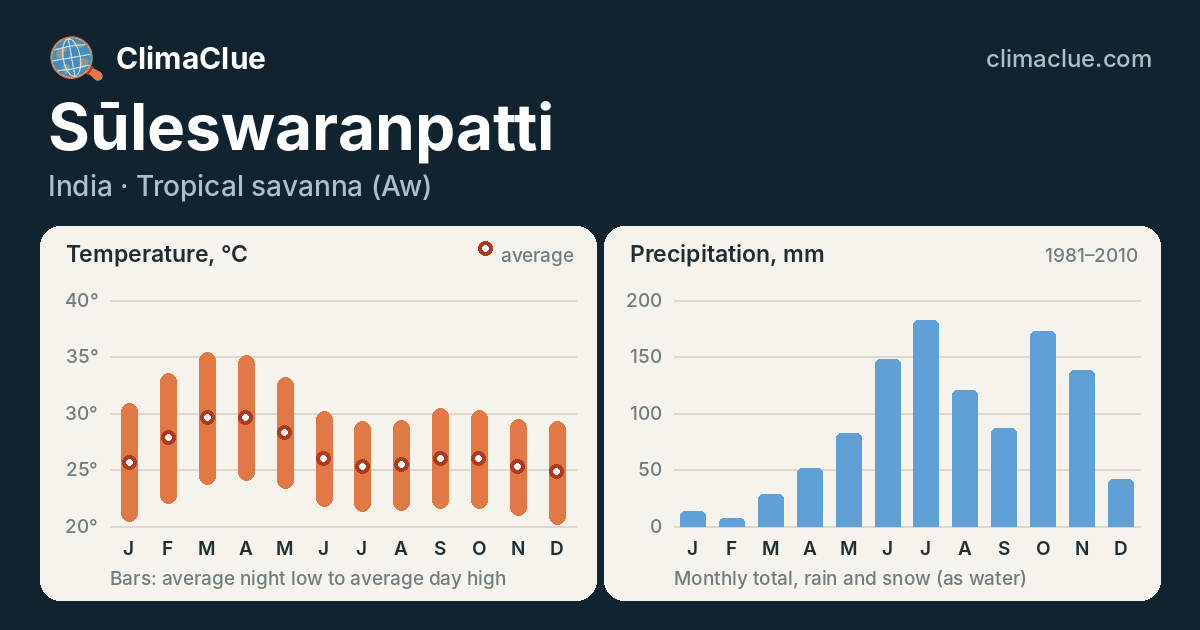 ClimaClue
climaclue.com
Sūleswaranpatti
India · Tropical savanna (Aw)
Temperature, °C
average
40°
35°
30°
25°
20°
J F M A M J J A S O N D
Bars: average night low to average day high
Precipitation, mm
1981–2010
200
150
100
50
0
J F M A M J J A S O N D
Monthly total, rain and snow (as water)